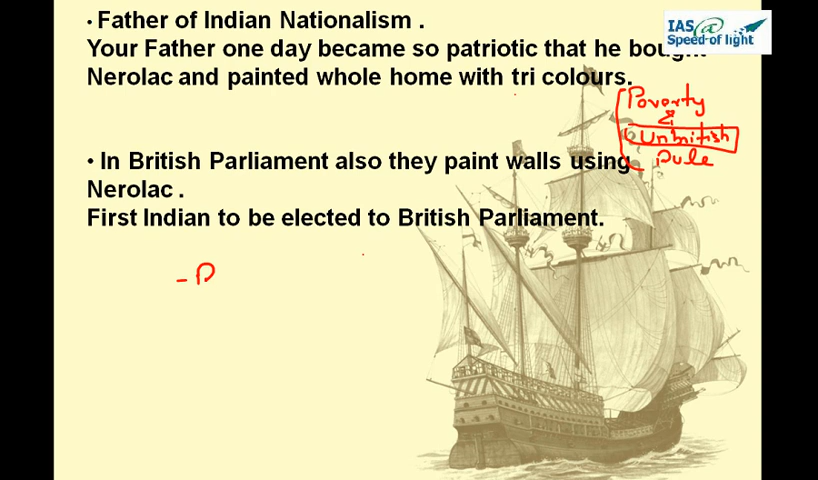 • Father of Indian Nationalism .
Your Father one day became so patriotic that he bought
Nerolac and painted whole home with tri colours.
• In British Parliament also they paint walls using
Nerolac .
First Indian to be elected to British Parliament.
IAS@
Speed of light
Poverty
&
Rule